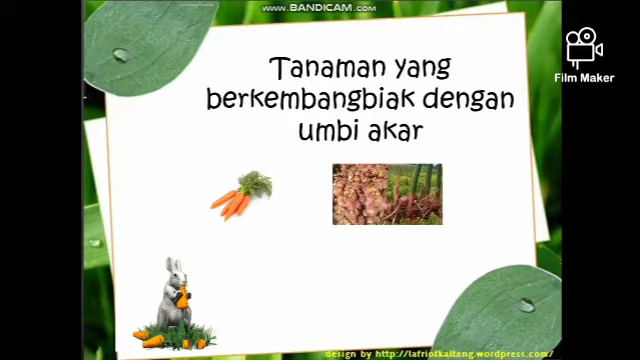 www.BANDICAM.com
Film Maker
Tanaman yang
berkembangbiak dengan
umbi akar
design by http://lafriofkalteng.wordpress.com/